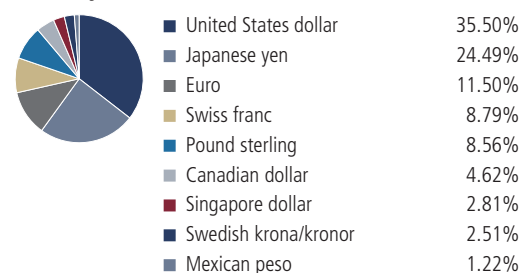 United States dollar 35.50%
Japanese yen 24.49%
Euro 11.50%
Swiss franc 8.79%
Pound sterling 8.56%
Canadian dollar 4.62%
Singapore dollar 2.81%
Swedish krona/kronor 2.51%
Mexican peso 1.22%